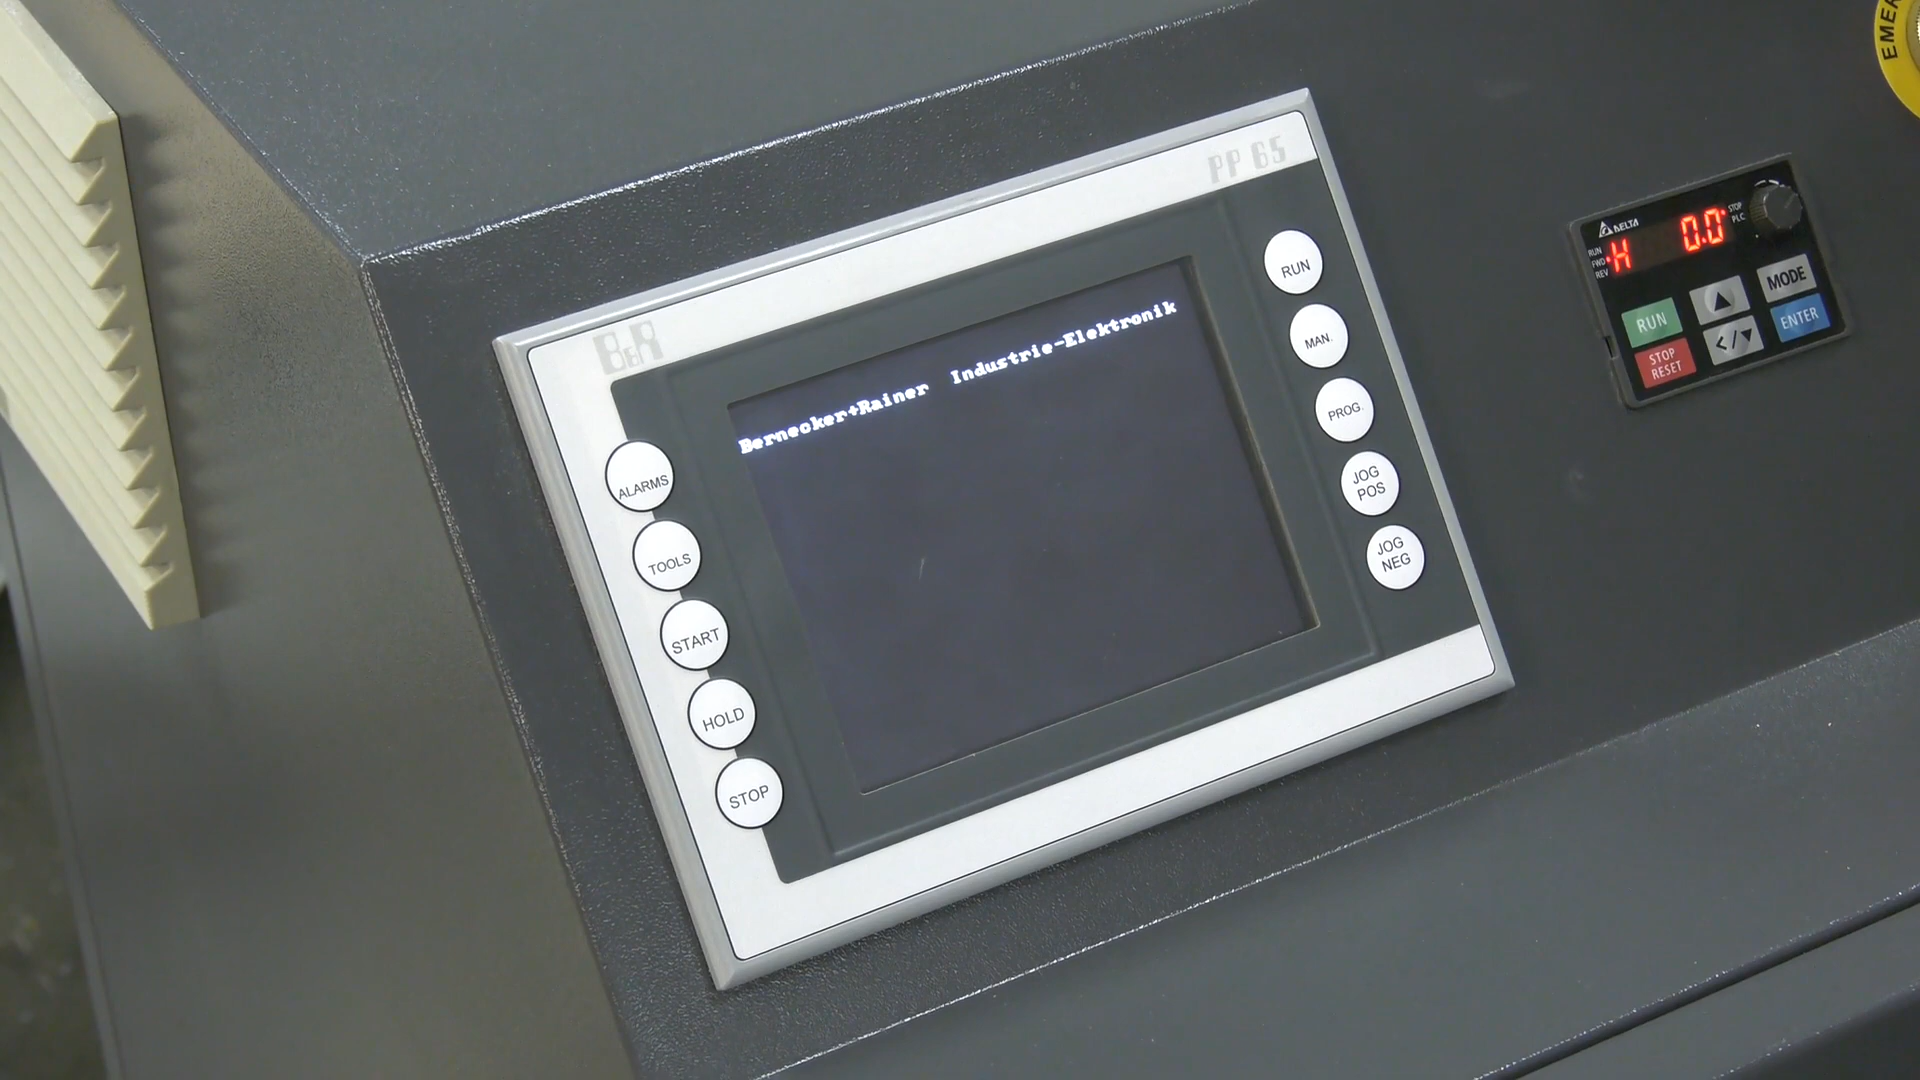 EMER
PP 65
B&R
Bernecker+Rainer Industrie-Elektronik
ALARMS
TOOLS
START
HOLD
STOP
RUN
MAN.
PROG.
JOG
POS
JOG
NEG
DELTA
RUN
FWD
REV
H 0.0
STOP
PLC
RUN
STOP
RESET
MODE
ENTER